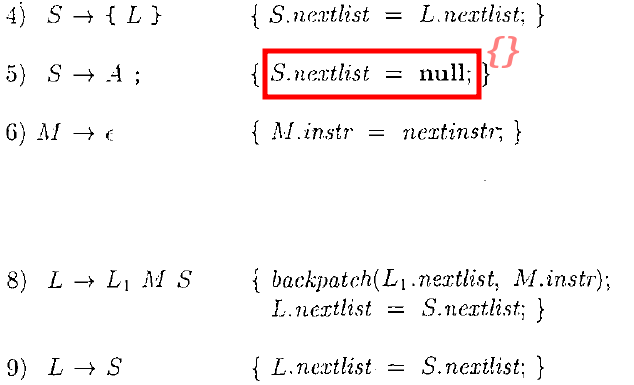 4) S → { L } { S.nextlist = L.nextlist; }
{}
5) S → A ; { S.nextlist = null; }
6) M → ϵ { M.instr = nextinstr; }
8) L → L₁ M S { backpatch(L₁.nextlist, M.instr);
L.nextlist = S.nextlist; }
9) L → S { L.nextlist = S.nextlist; }